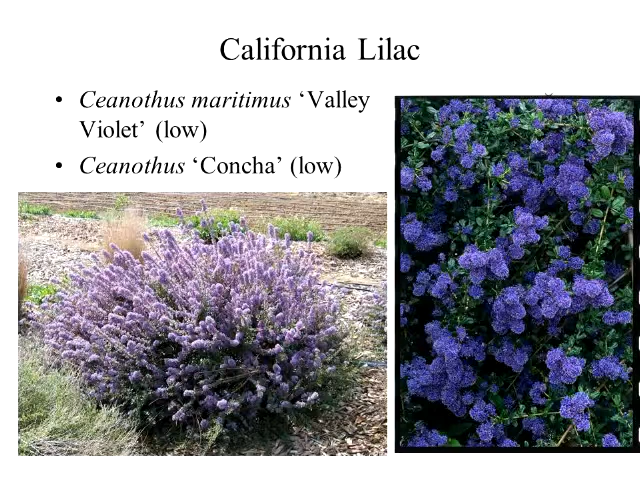 California Lilac
• Ceanothus maritimus ‘Valley
Violet’ (low)
• Ceanothus ‘Concha’ (low)